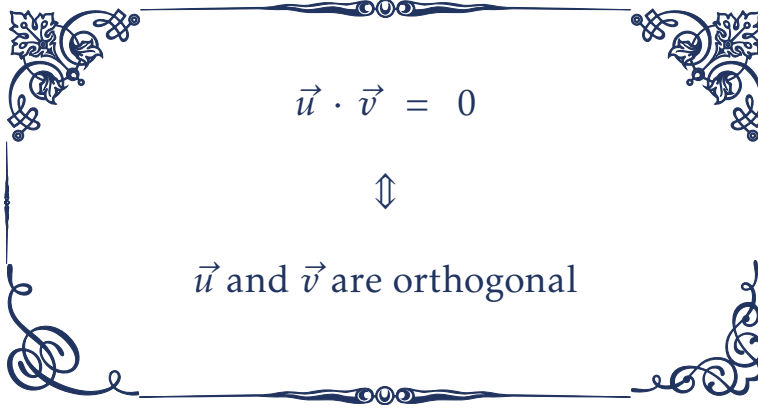 u⃗ · v⃗ = 0
⇕
u⃗ and v⃗ are orthogonal